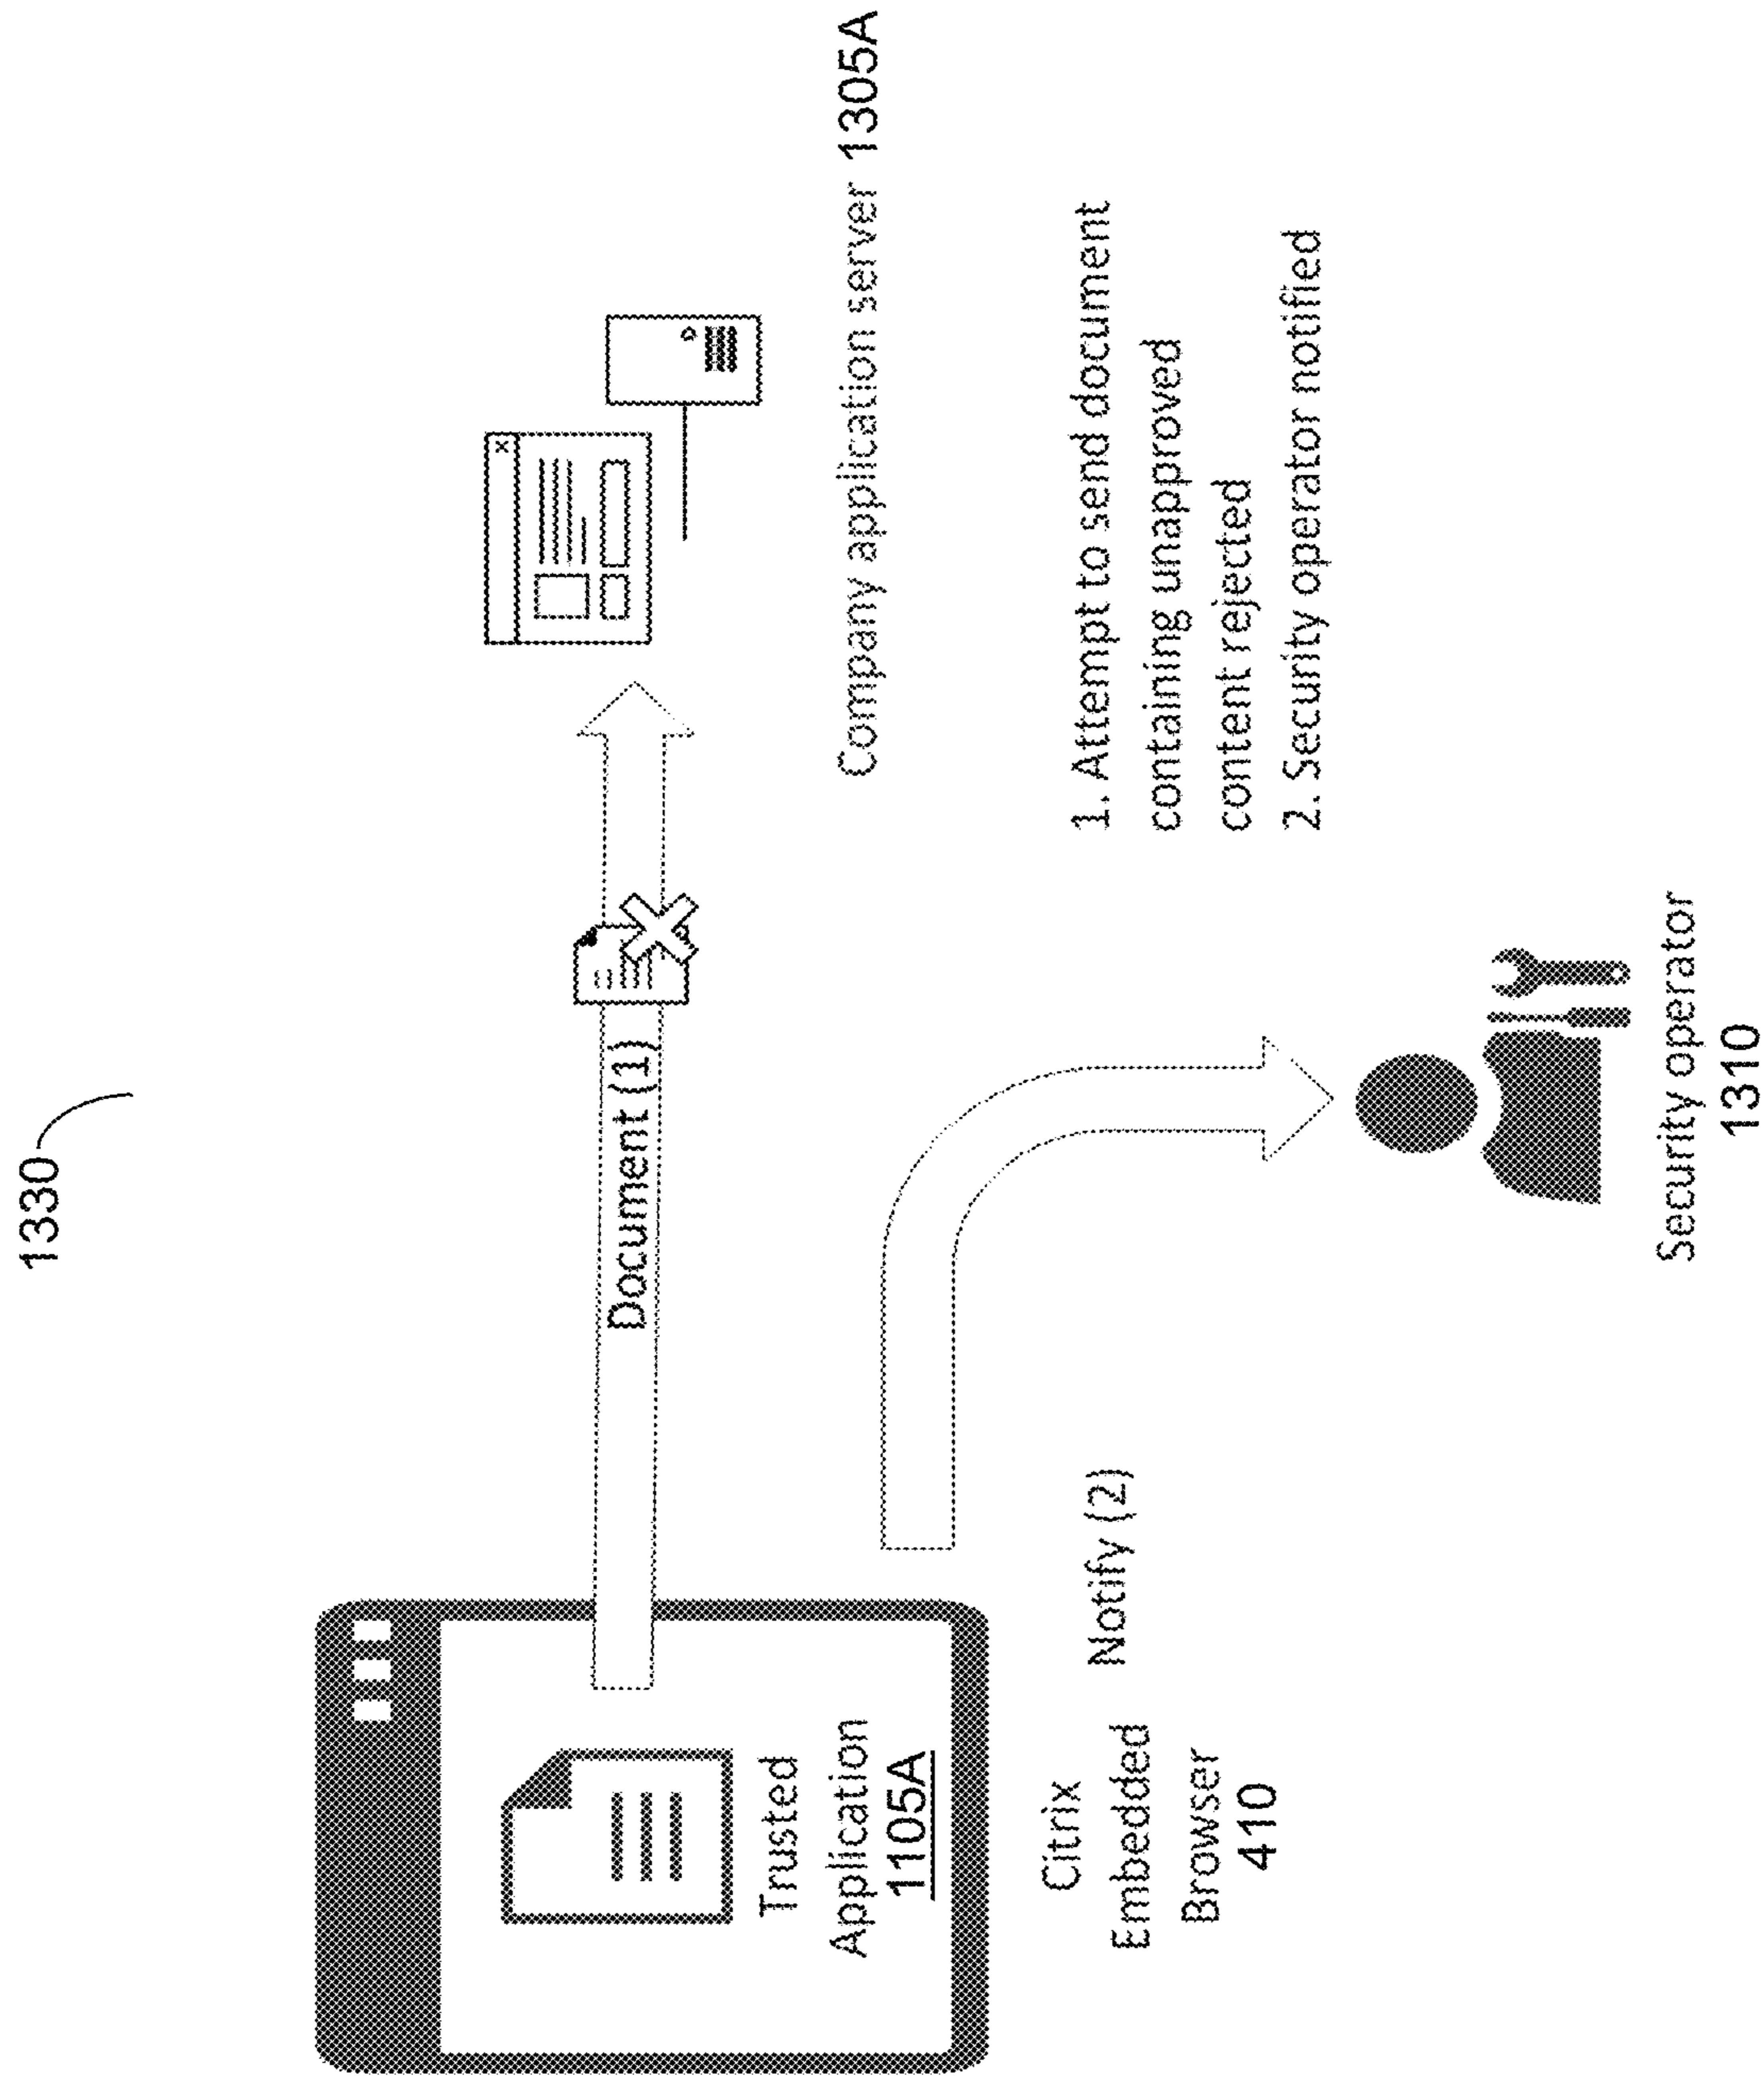 1330
Document (1)
Trusted
Application
1105A
Company application server 1305A
Citrix
Embedded
Browser
410
Notify (2)
1. Attempt to send document
containing unapproved
content rejected
2. Security operator notified
Security operator
1310